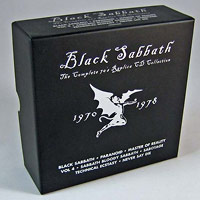 Black Sabbath
The Complete 70's Replica CD Collection
1970 1978
BLACK SABBATH · PARANOID · MASTER OF REALITY
VOL 4 · SABBATH BLOODY SABBATH · SABOTAGE
TECHNICAL ECSTASY · NEVER SAY DIE